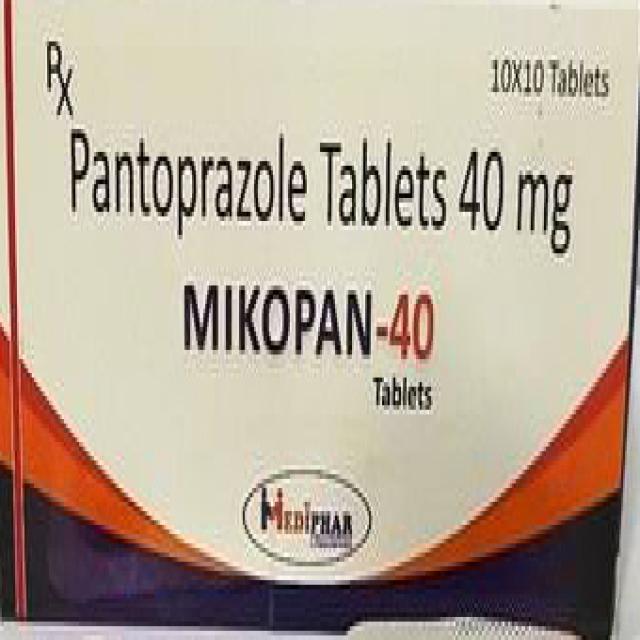 Rx
10X10 Tablets
Pantoprazole Tablets 40 mg
MIKOPAN-40
Tablets
MEDIPHAR